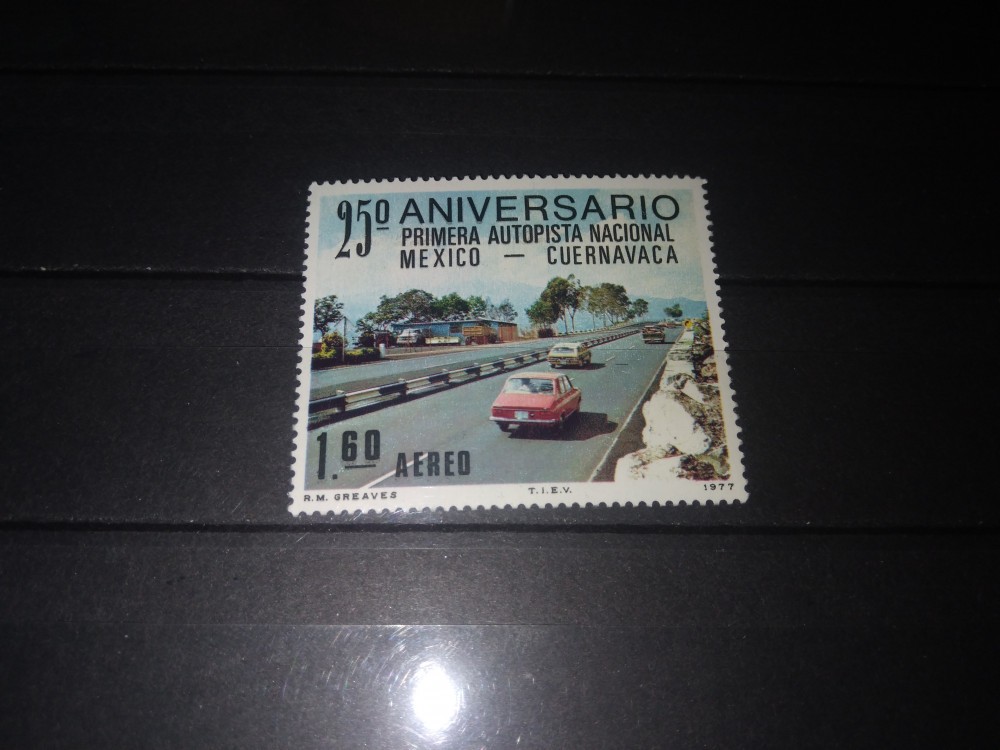 25º ANIVERSARIO
PRIMERA AUTOPISTA NACIONAL
MEXICO — CUERNAVACA
1.60 AEREO
R.M. GREAVES T.I.E.V. 1977